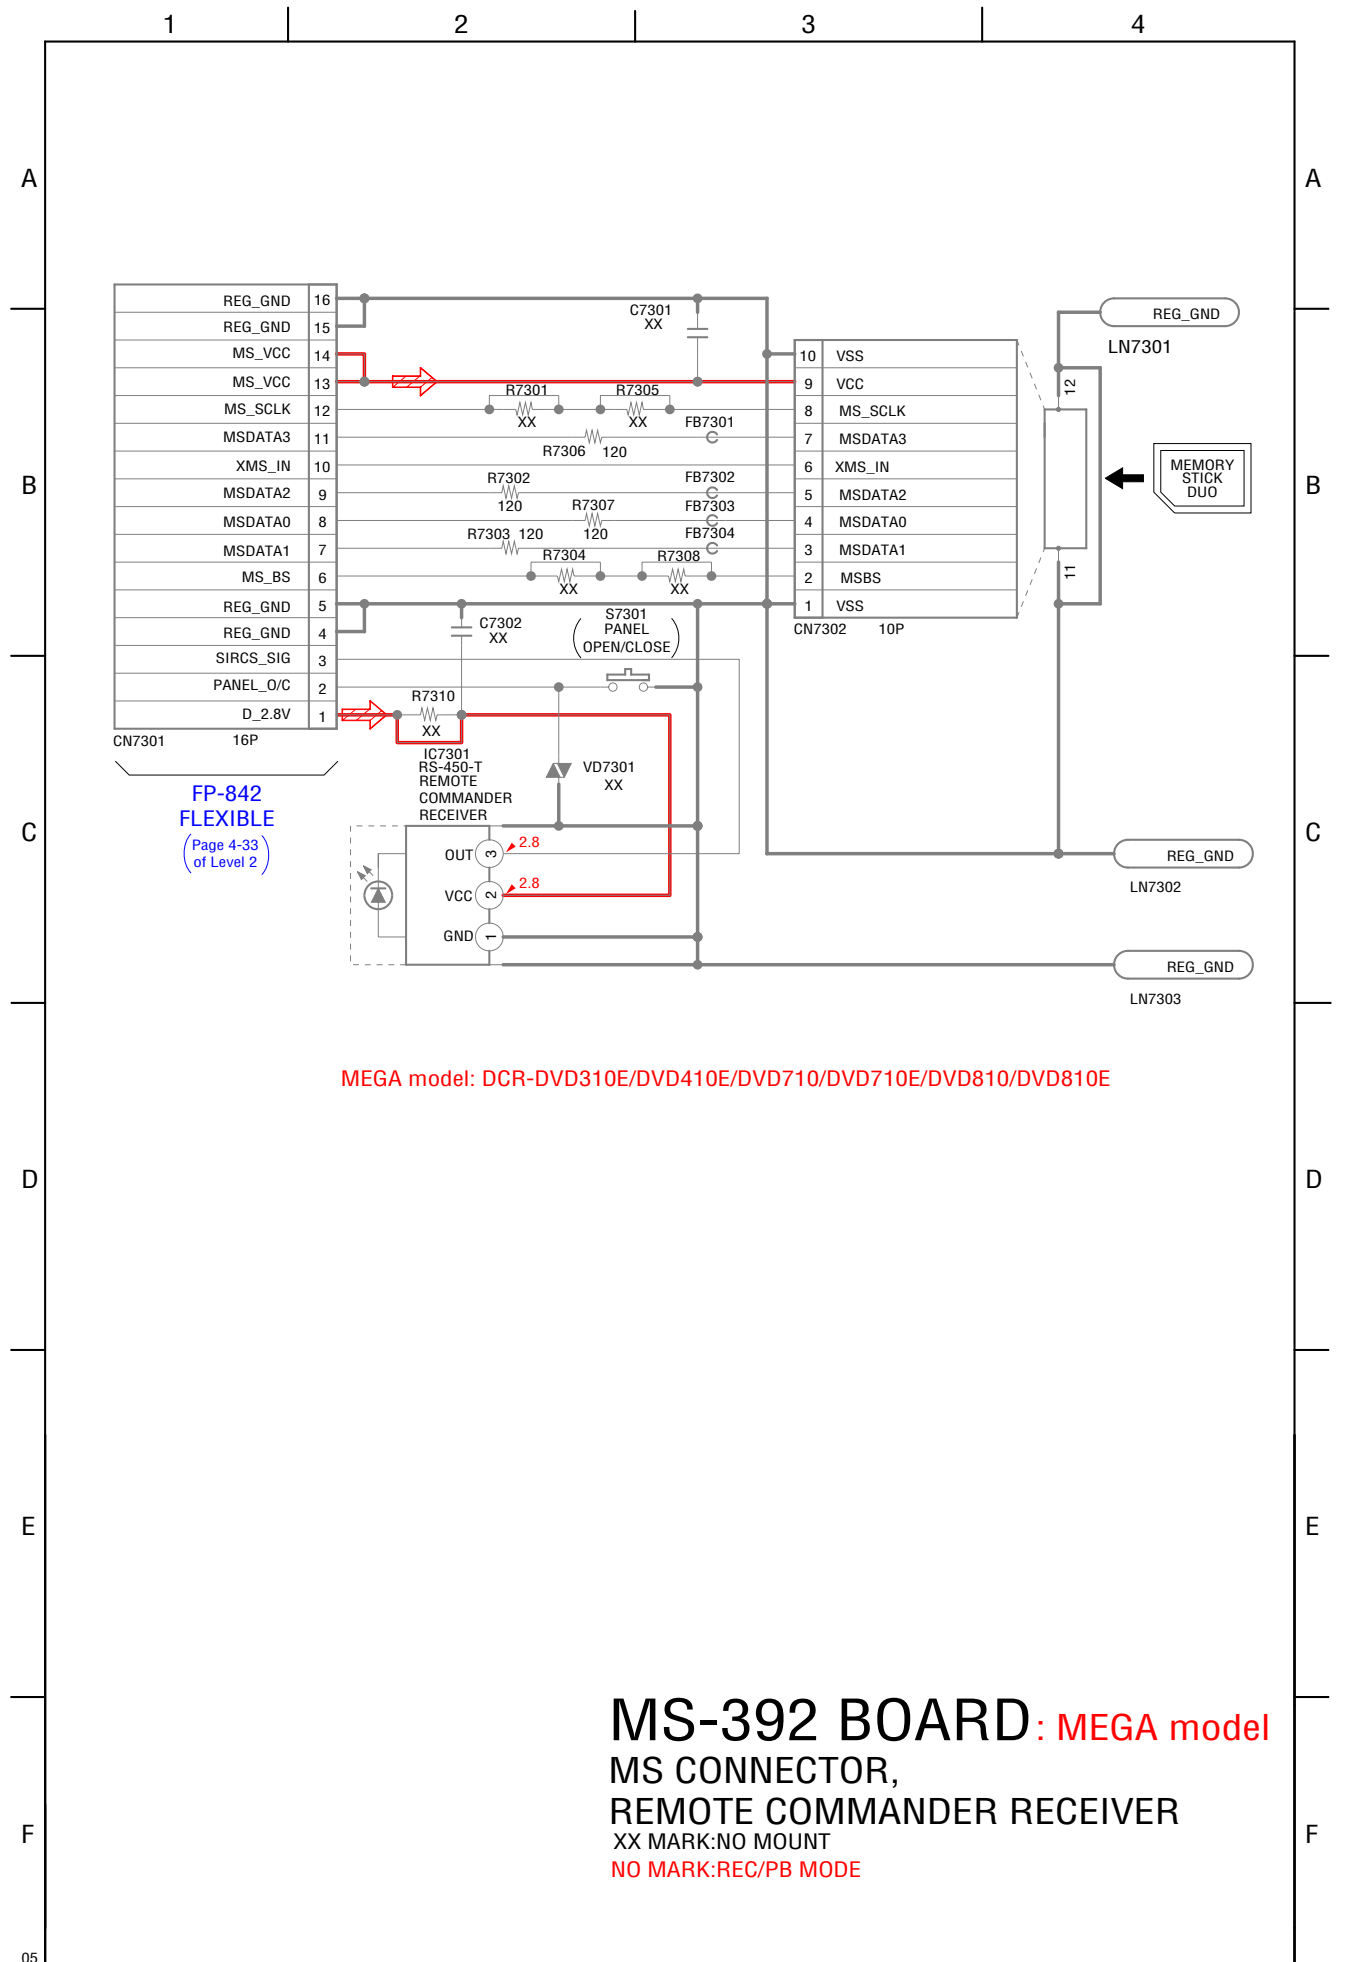 1 2 3 4
A A
REG_GND 16
REG_GND 15
MS_VCC 14
MS_VCC 13
MS_SCLK 12
MSDATA3 11
XMS_IN 10
MSDATA2 9
MSDATA0 8
MSDATA1 7
MS_BS 6
REG_GND 5
REG_GND 4
SIRCS_SIG 3
PANEL_O/C 2
D_2.8V 1
CN7301 16P
FP-842
FLEXIBLE
Page 4-33
of Level 2
C7301
XX
R7301
XX
R7305
XX
FB7301
R7306 120
R7302
120
FB7302
R7307
120
FB7303
R7303 120
FB7304
R7304
XX
R7308
XX
C7302
XX
S7301
PANEL
OPEN/CLOSE
R7310
XX
IC7301
RS-450-T
REMOTE
COMMANDER
RECEIVER
VD7301
XX
OUT 3 2.8
VCC 2 2.8
GND 1
10 VSS
9 VCC
8 MS_SCLK
7 MSDATA3
6 XMS_IN
5 MSDATA2
4 MSDATA0
3 MSDATA1
2 MSBS
1 VSS
CN7302 10P
12
11
REG_GND
LN7301
MEMORY
STICK
DUO
REG_GND
LN7302
REG_GND
LN7303
B B
C C
MEGA model: DCR-DVD310E/DVD410E/DVD710/DVD710E/DVD810/DVD810E
D D
E E
MS-392 BOARD: MEGA model
MS CONNECTOR,
REMOTE COMMANDER RECEIVER
XX MARK:NO MOUNT
NO MARK:REC/PB MODE
F F
05